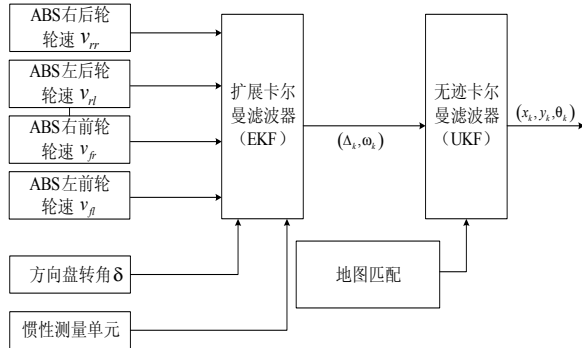 ABS右后轮
轮速 v_rr
ABS左后轮
轮速 v_rl
ABS右前轮
轮速 v_fr
ABS左前轮
轮速 v_fl
方向盘转角δ
惯性测量单元
扩展卡尔
曼滤波器
（EKF）
(Δ_k,ω_k)
无迹卡尔
曼滤波器
（UKF）
地图匹配
(x_k,y_k,θ_k)